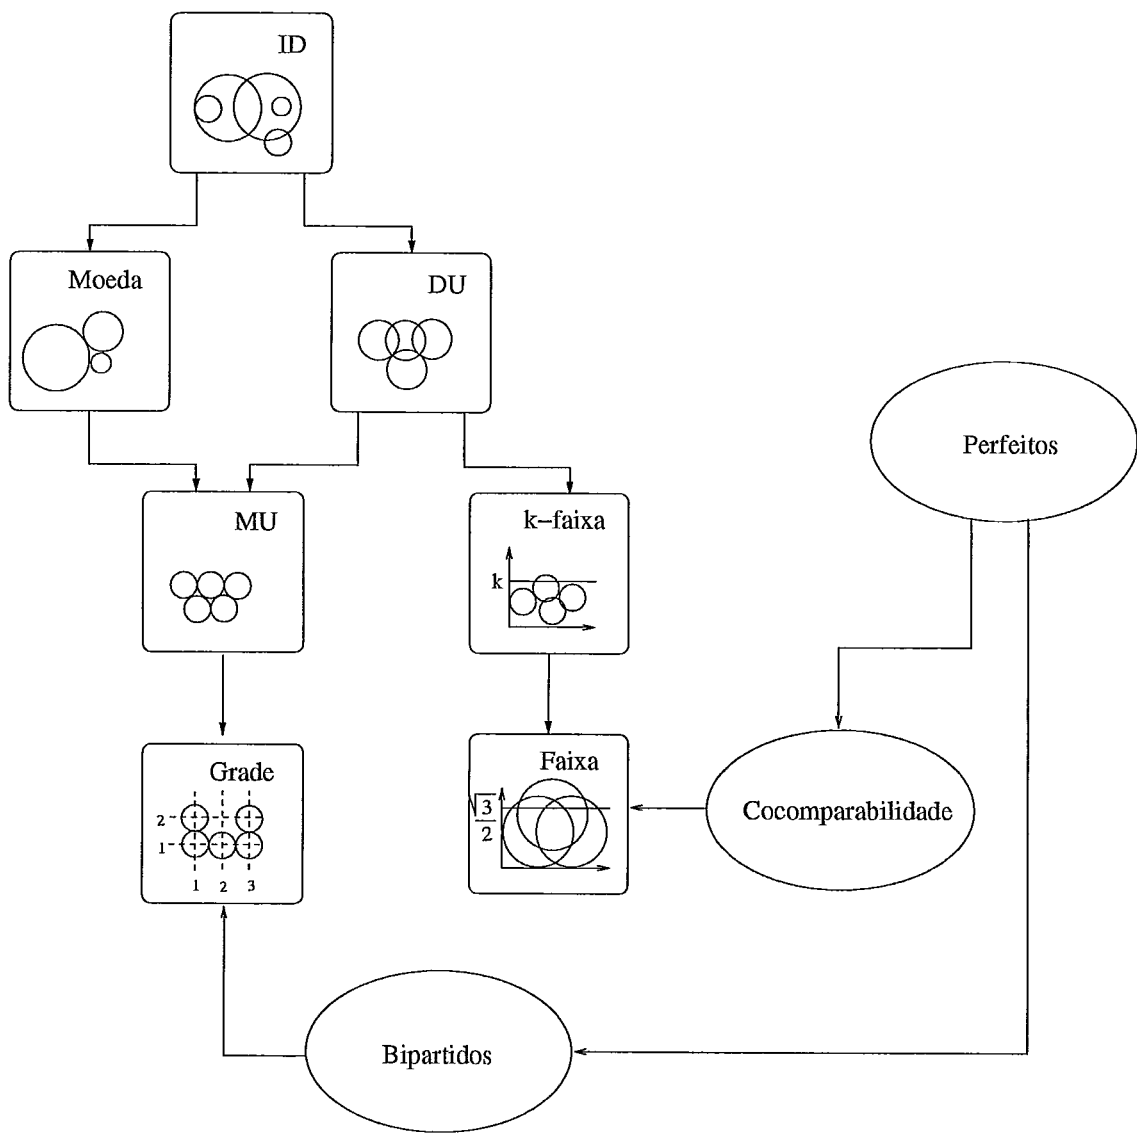 ID
Moeda
DU
Perfeitos
MU
k–faixa
k
Grade
2
1
1 2 3
Faixa
√3
2
Cocomparabilidade
Bipartidos